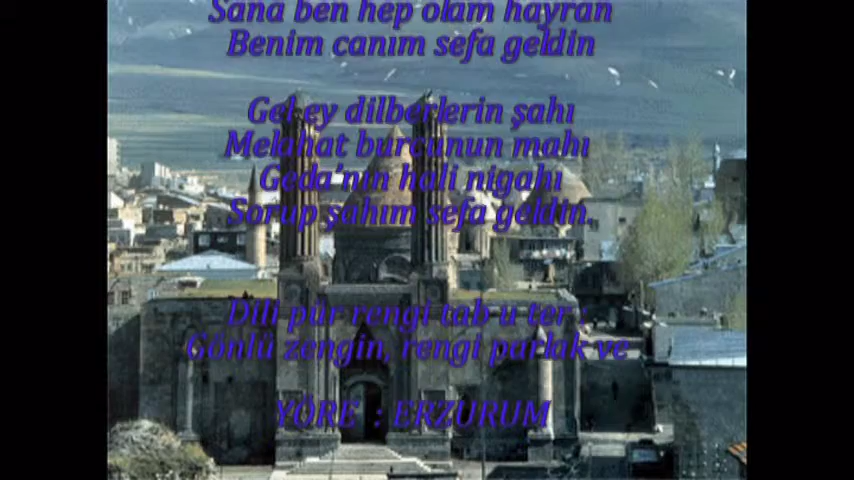 Sana ben hep olam hayran
Benim canım sefa geldin
Gel ey dilberlerin şahı
Melahat burcunun mahı
Geda'nın hali nigahı
Sorup şahım sefa geldin.
Dili pür rengi tab u ter :
Gönlü zengin, rengi parlak ve
YÖRE : ERZURUM